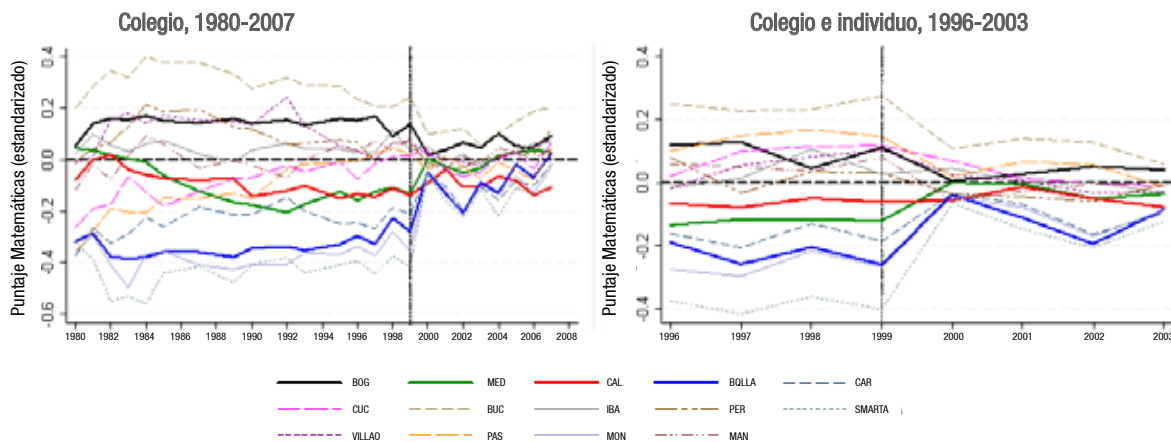 Colegio, 1980-2007
Puntaje Matemáticas (estandarizado)
0.4
0.2
0.0
-0.2
-0.4
-0.6
1980 1982 1984 1986 1988 1990 1992 1994 1996 1998 2000 2002 2004 2006 2008
Colegio e individuo, 1996-2003
Puntaje Matemáticas (estandarizado)
0.4
0.2
0.0
-0.2
-0.4
1996 1997 1998 1999 2000 2001 2002 2003
BOG MED CAL BQLLA CAR
CUC BUC IBA PER SMARTA
VILLAO PAS MON MAN